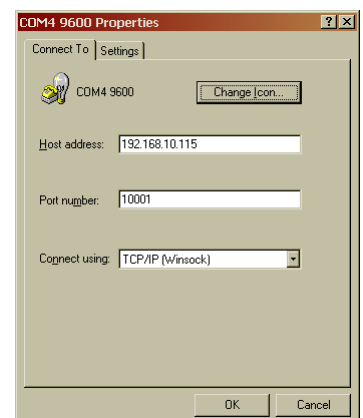 COM4 9600 Properties
Connect To
Settings
COM4 9600
Change Icon...
Host address:
192.168.10.115
Port number:
10001
Connect using:
TCP/IP (Winsock)
OK
Cancel